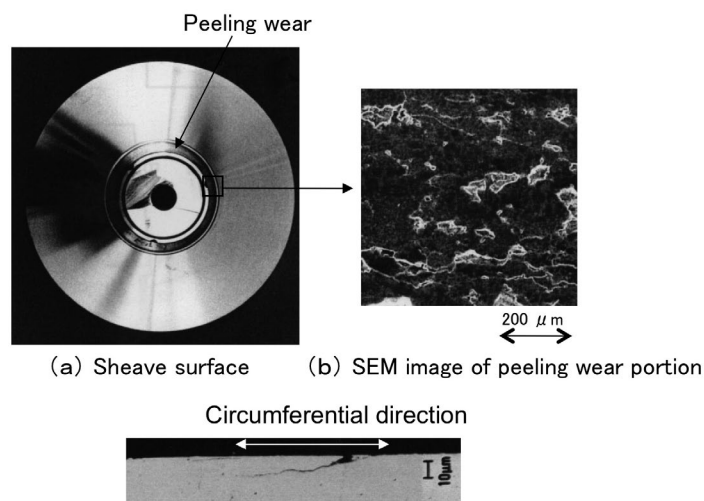 Peeling wear
200 μm
(a) Sheave surface
(b) SEM image of peeling wear portion
Circumferential direction
10μm